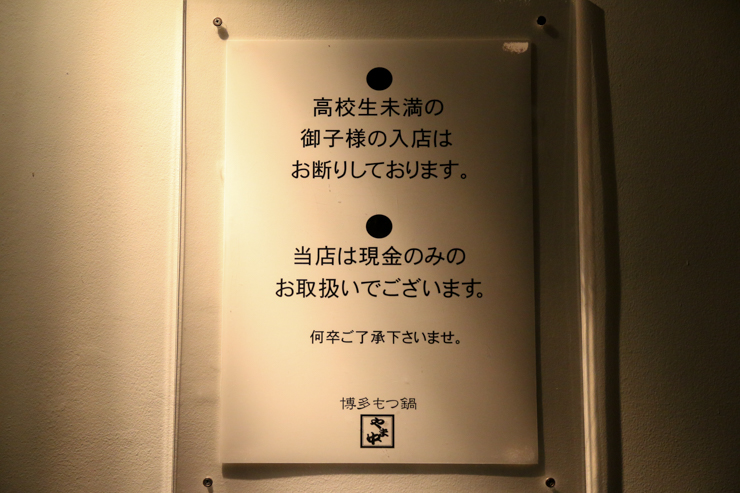 高校生未満の
御子様の入店は
お断りしております。
当店は現金のみの
お取扱いでございます。
何卒ご了承下さいませ。
博多もつ鍋
やま中